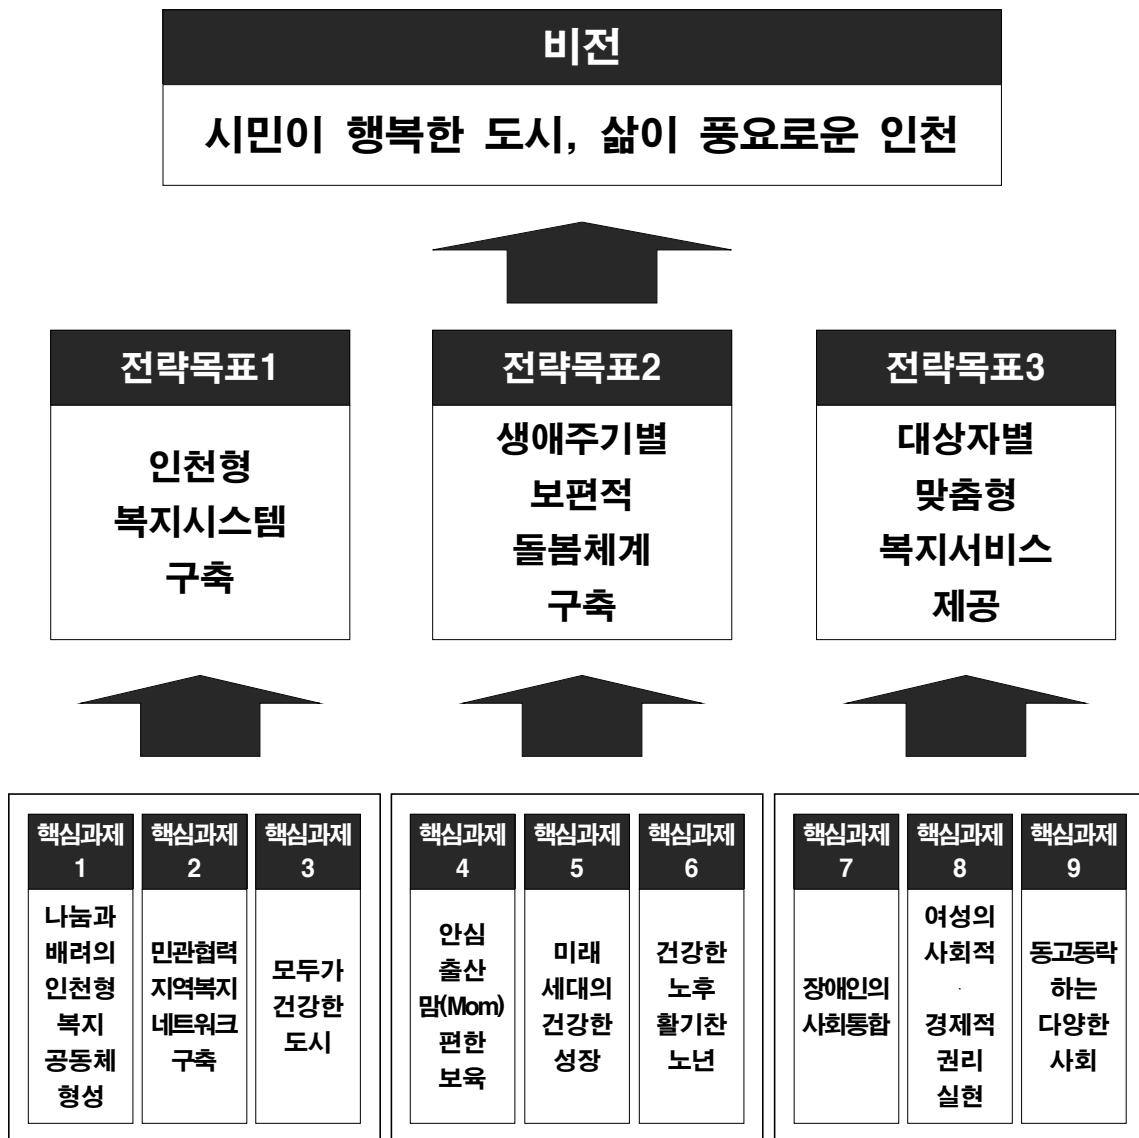 비전
시민이 행복한 도시, 삶이 풍요로운 인천
전략목표1
인천형
복지시스템
구축
전략목표2
생애주기별
보편적
돌봄체계
구축
전략목표3
대상자별
맞춤형
복지서비스
제공
핵심과제
1
나눔과
배려의
인천형
복지
공동체
형성
핵심과제
2
민관협력
지역복지
네트워크
구축
핵심과제
3
모두가
건강한
도시
핵심과제
4
안심
출산
맘(Mom)
편한
보육
핵심과제
5
미래
세대의
건강한
성장
핵심과제
6
건강한
노후
활기찬
노년
핵심과제
7
장애인의
사회통합
핵심과제
8
여성의
사회적
·
경제적
권리
실현
핵심과제
9
동고동락
하는
다양한
사회